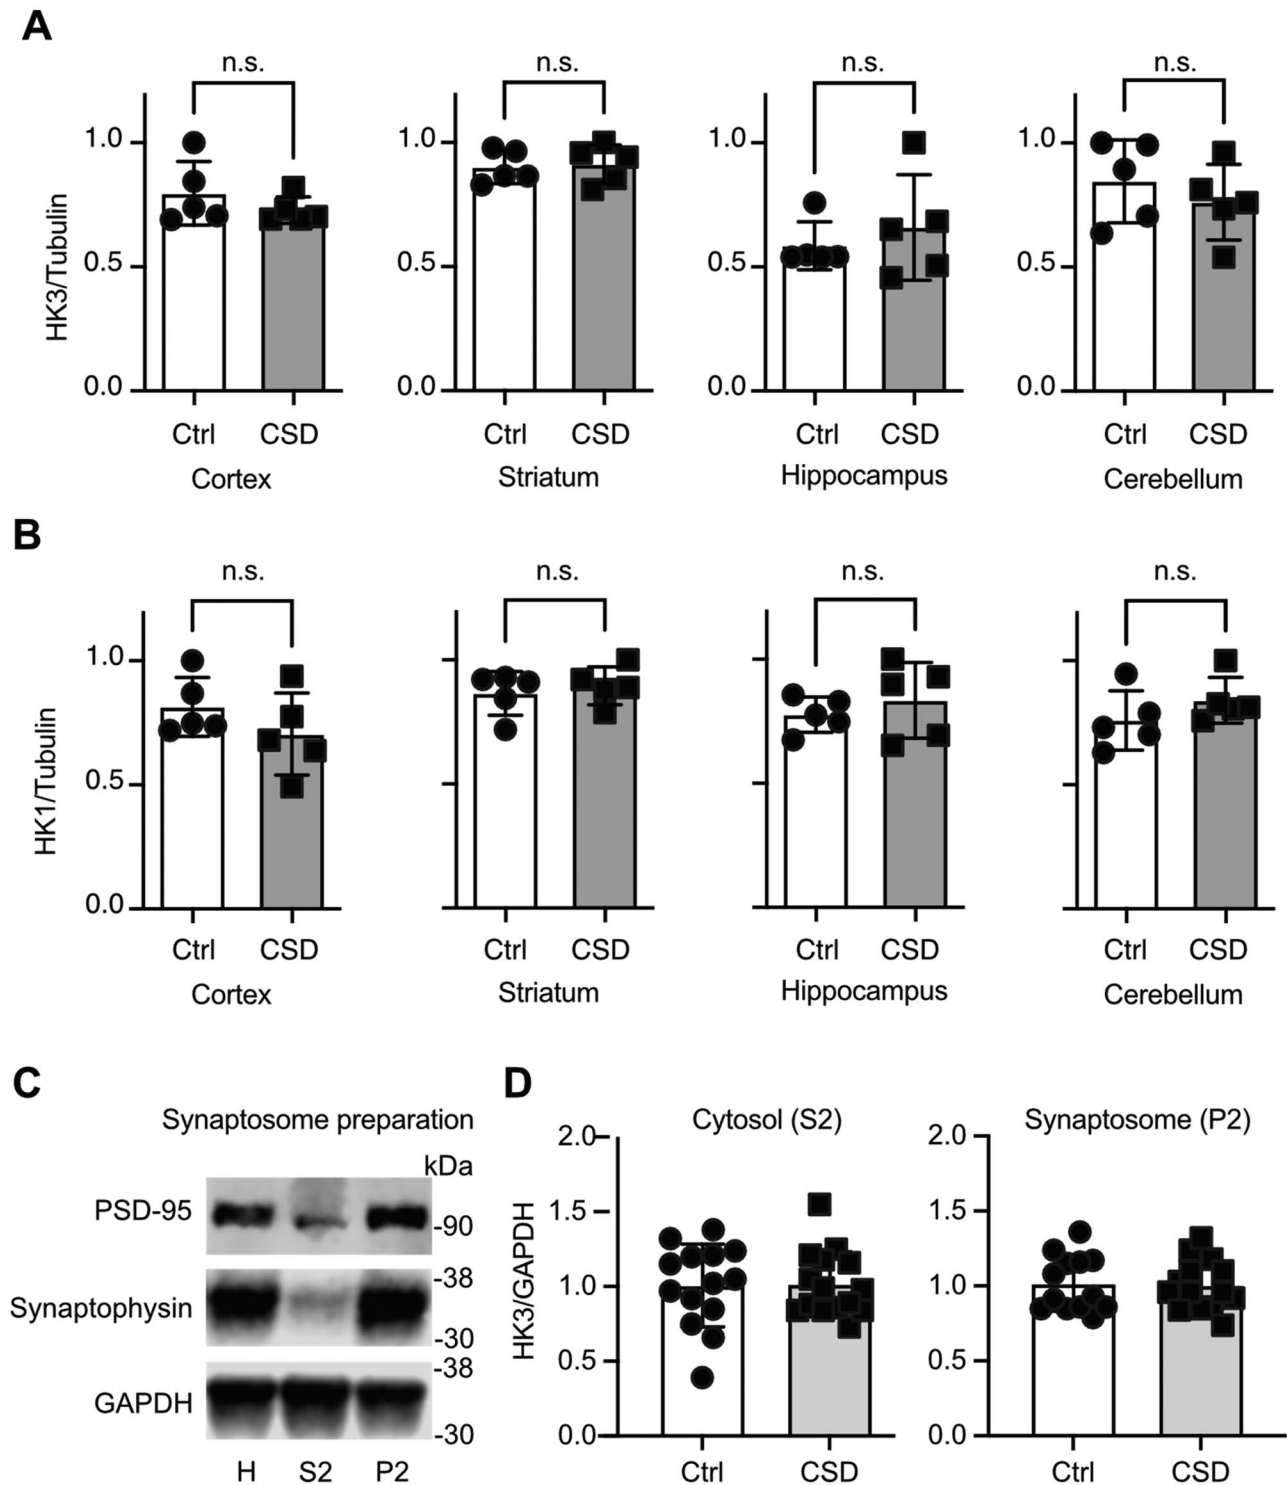 A
n.s. n.s. n.s. n.s.
1.0 1.0 1.0 1.0
0.5 0.5 0.5 0.5
0.0 0.0 0.0 0.0
HK3/Tubulin
Ctrl CSD Ctrl CSD Ctrl CSD Ctrl CSD
Cortex Striatum Hippocampus Cerebellum
B
n.s. n.s. n.s. n.s.
1.0
0.5
0.0
HK1/Tubulin
Ctrl CSD Ctrl CSD Ctrl CSD Ctrl CSD
Cortex Striatum Hippocampus Cerebellum
C
Synaptosome preparation
kDa
PSD-95
-90
-38
Synaptophysin
-30
-38
GAPDH
-30
H S2 P2
D
Cytosol (S2)
2.0
1.5
1.0
0.5
0.0
HK3/GAPDH
Ctrl CSD
Synaptosome (P2)
2.0
1.5
1.0
0.5
0.0
Ctrl CSD